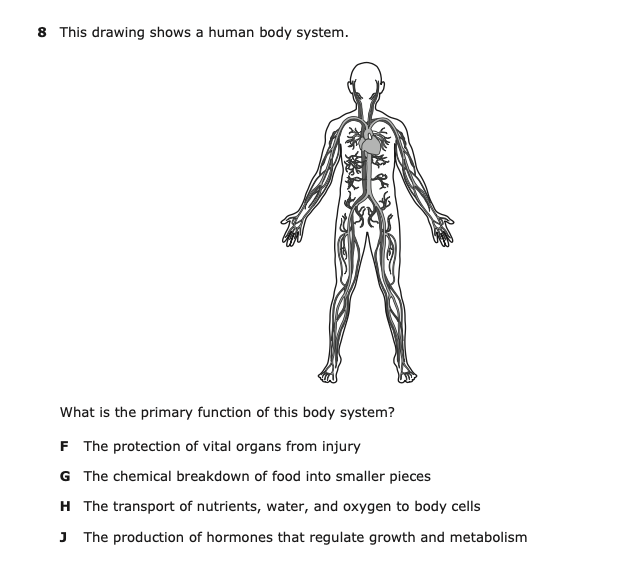 8 This drawing shows a human body system.
What is the primary function of this body system?
F The protection of vital organs from injury
G The chemical breakdown of food into smaller pieces
H The transport of nutrients, water, and oxygen to body cells
J The production of hormones that regulate growth and metabolism